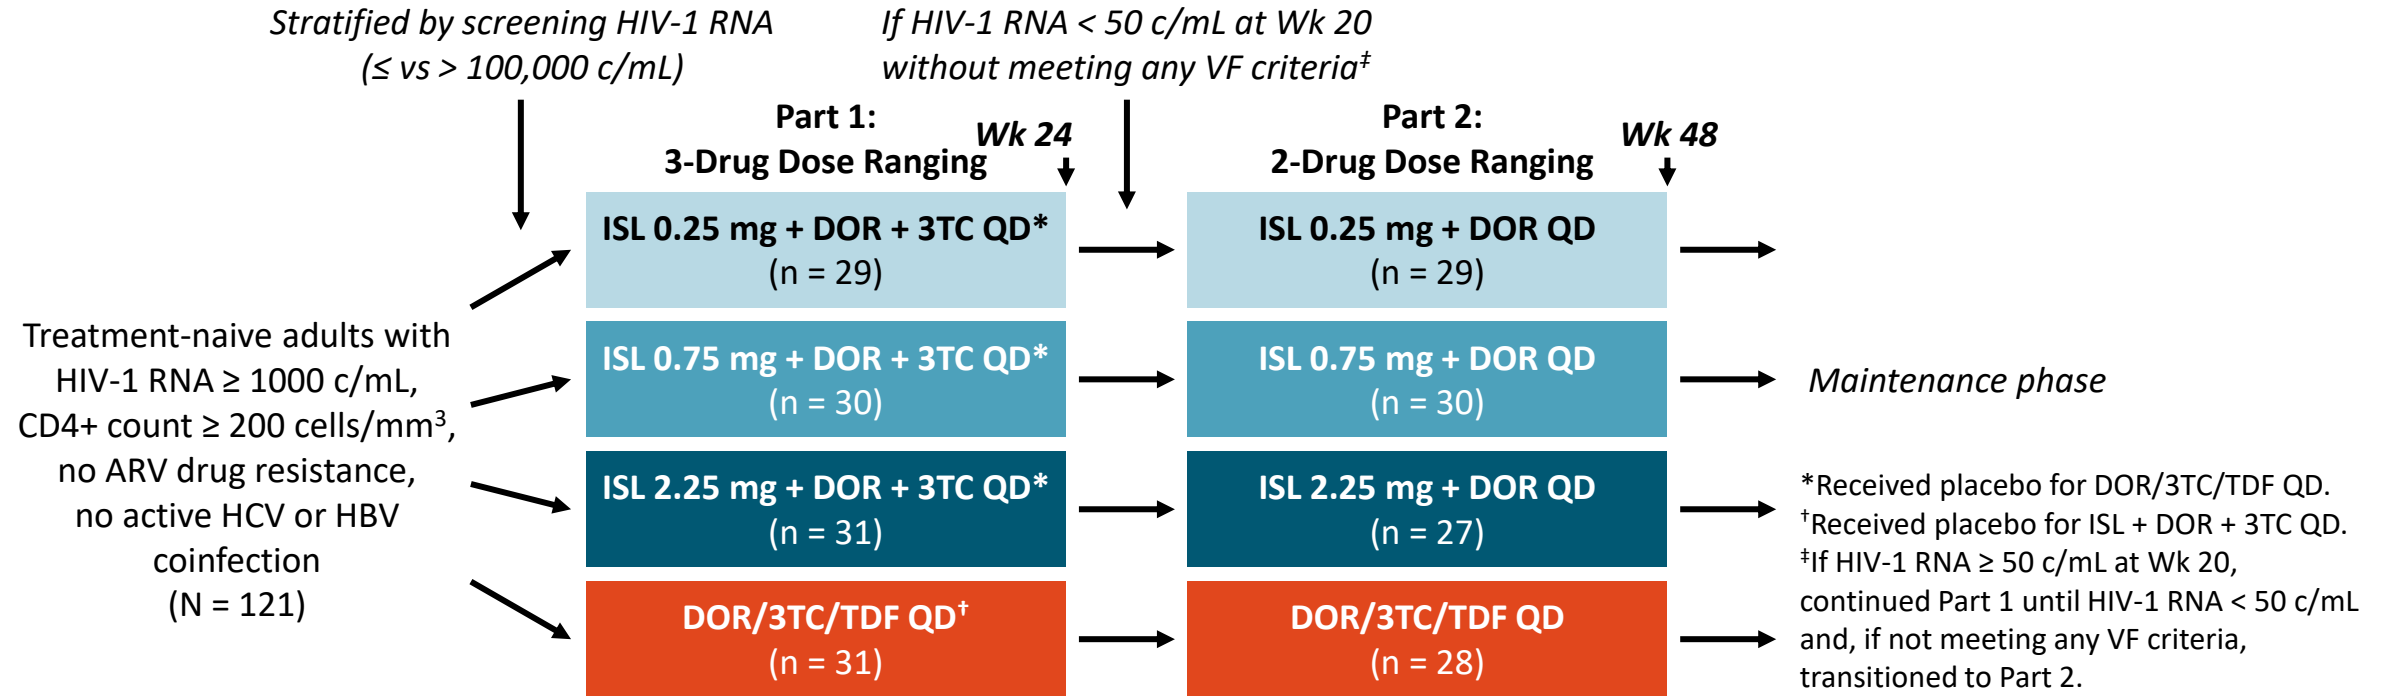 Stratified by screening HIV-1 RNA
(≤ vs > 100,000 c/mL)
If HIV-1 RNA < 50 c/mL at Wk 20
without meeting any VF criteria‡
Part 1:
3-Drug Dose Ranging
Wk 24
Part 2:
2-Drug Dose Ranging
Wk 48
Treatment-naive adults with
HIV-1 RNA ≥ 1000 c/mL,
CD4+ count ≥ 200 cells/mm³,
no ARV drug resistance,
no active HCV or HBV
coinfection
(N = 121)
ISL 0.25 mg + DOR + 3TC QD*
(n = 29)
ISL 0.25 mg + DOR QD
(n = 29)
ISL 0.75 mg + DOR + 3TC QD*
(n = 30)
ISL 0.75 mg + DOR QD
(n = 30)
Maintenance phase
ISL 2.25 mg + DOR + 3TC QD*
(n = 31)
ISL 2.25 mg + DOR QD
(n = 27)
DOR/3TC/TDF QD†
(n = 31)
DOR/3TC/TDF QD
(n = 28)
*Received placebo for DOR/3TC/TDF QD.
†Received placebo for ISL + DOR + 3TC QD.
‡If HIV-1 RNA ≥ 50 c/mL at Wk 20,
continued Part 1 until HIV-1 RNA < 50 c/mL
and, if not meeting any VF criteria,
transitioned to Part 2.